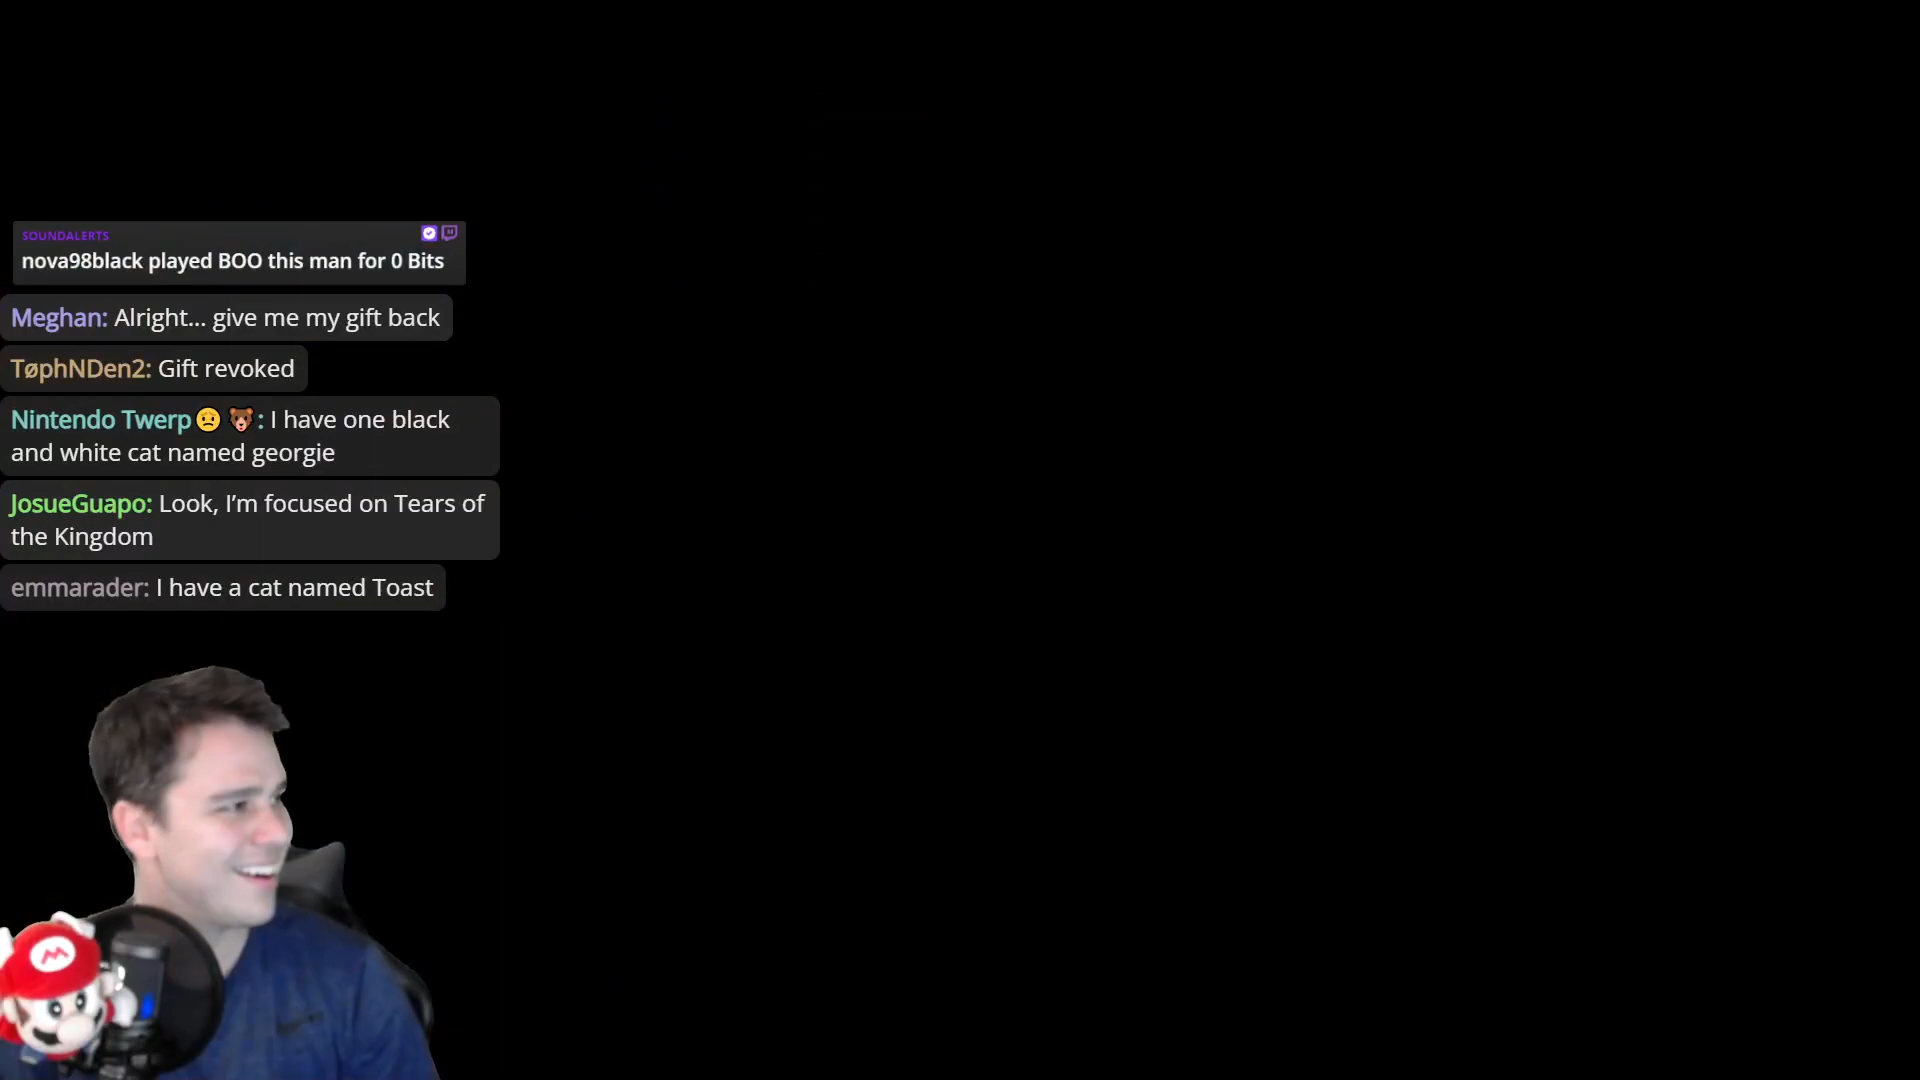 SOUNDALERTS
nova98black played BOO this man for 0 Bits
Meghan: Alright... give me my gift back
TøphNDen2: Gift revoked
Nintendo Twerp😟🐻: I have one black
and white cat named georgie
JosueGuapo: Look, I’m focused on Tears of
the Kingdom
emmarader: I have a cat named Toast
M